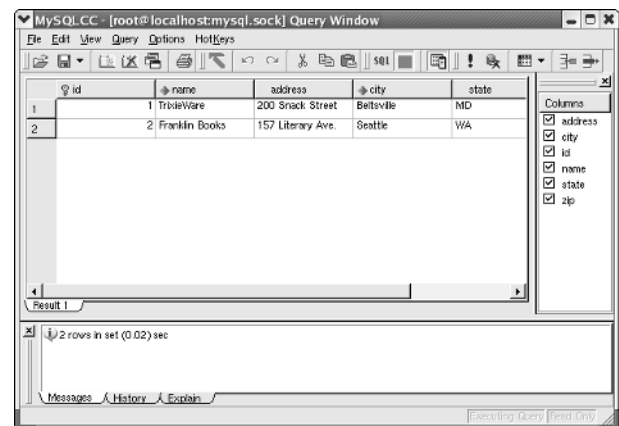 MySQLCC - [root@localhost:mysql.sock] Query Window
File Edit View Query Options HotKeys
SQL
id name address city state
1 1 TrixieWare 200 Snack Street Beltsville MD
2 2 Franklin Books 157 Literary Ave. Seattle WA
Columns
address
city
id
name
state
zip
Result 1
2 rows in set (0.02) sec
Messages History Explain
Executing Query Read Only